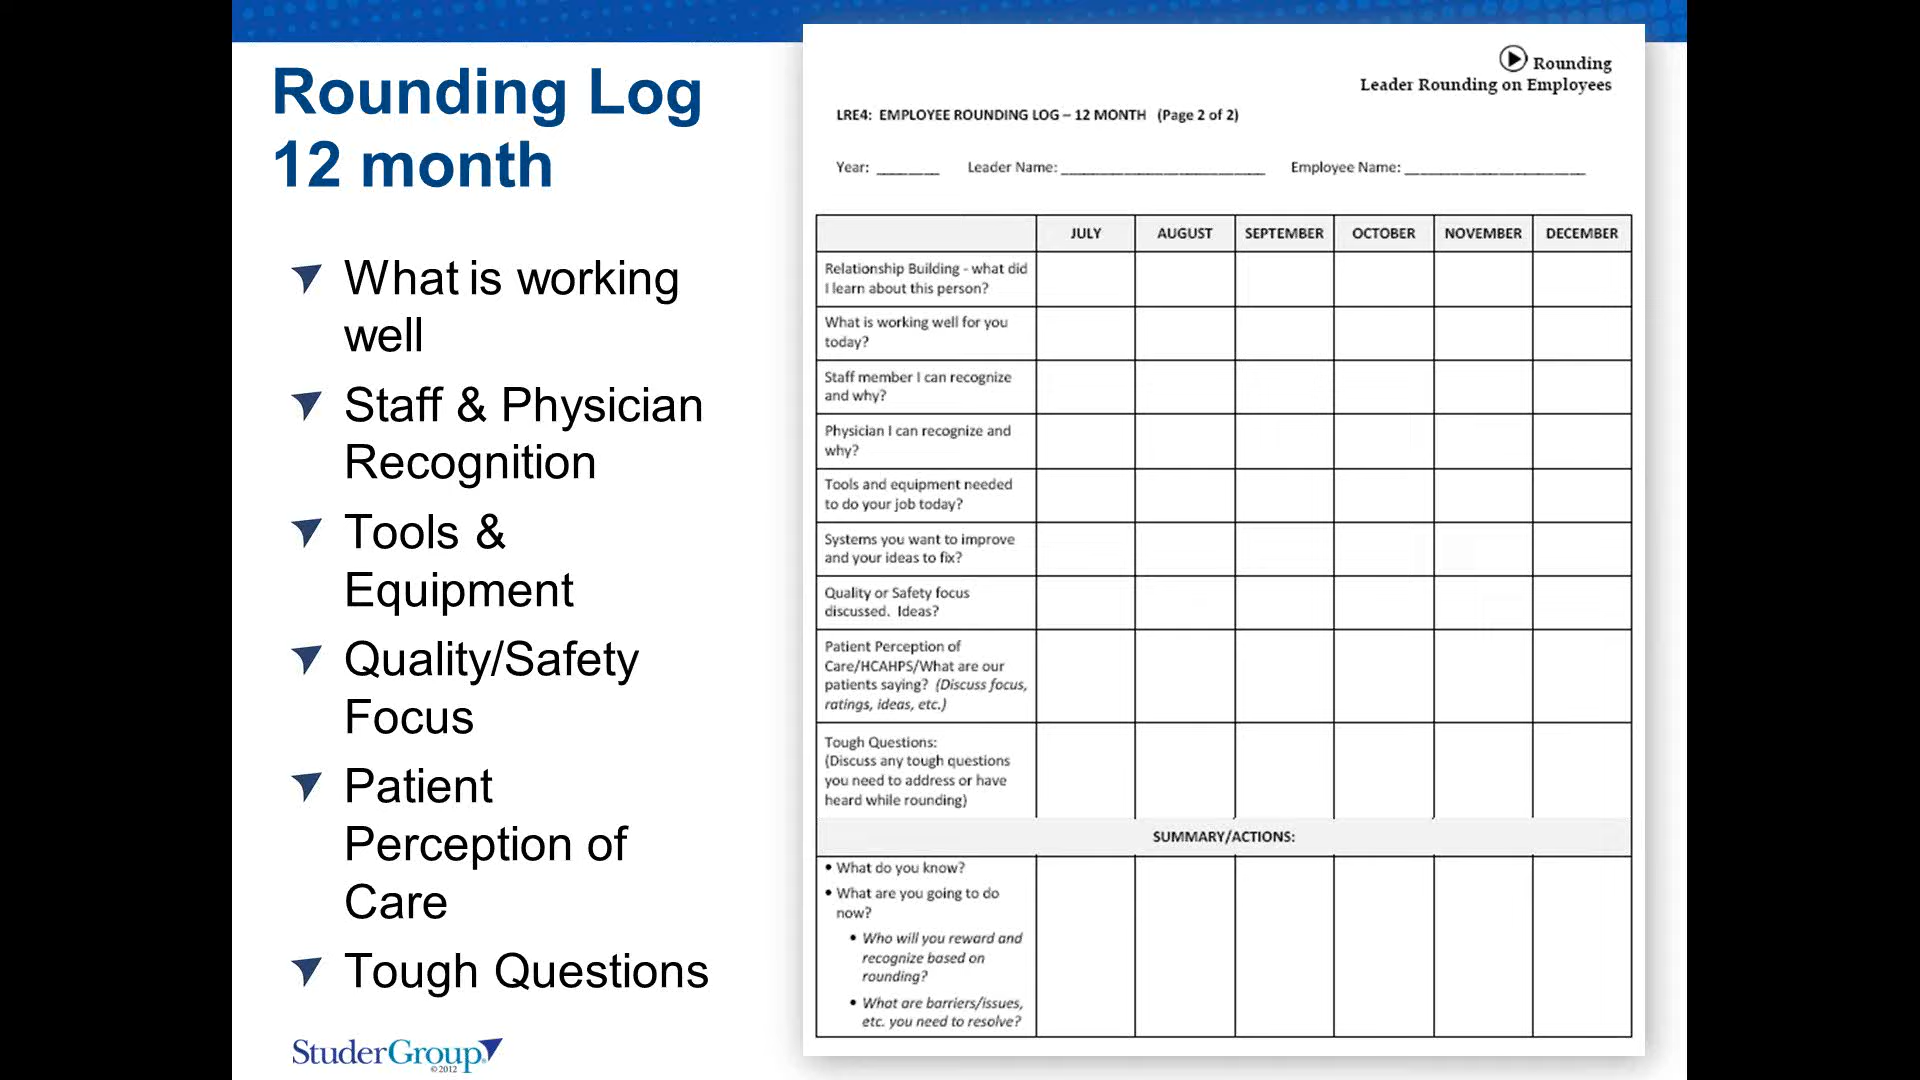 Rounding Log
12 month
What is working
well
Staff & Physician
Recognition
Tools &
Equipment
Quality/Safety
Focus
Patient
Perception of
Care
Tough Questions
StuderGroup
© 2012
Rounding
Leader Rounding on Employees
LRE4: EMPLOYEE ROUNDING LOG – 12 MONTH (Page 2 of 2)
Year: ________ Leader Name: __________________________ Employee Name: _______________________
JULY AUGUST SEPTEMBER OCTOBER NOVEMBER DECEMBER
Relationship Building - what did
I learn about this person?
What is working well for you
today?
Staff member I can recognize
and why?
Physician I can recognize and
why?
Tools and equipment needed
to do your job today?
Systems you want to improve
and your ideas to fix?
Quality or Safety focus
discussed. Ideas?
Patient Perception of
Care/HCAHPS/What are our
patients saying? (Discuss focus,
ratings, ideas, etc.)
Tough Questions:
(Discuss any tough questions
you need to address or have
heard while rounding)
SUMMARY/ACTIONS:
• What do you know?
• What are you going to do
now?
• Who will you reward and
recognize based on
rounding?
• What are barriers/issues,
etc. you need to resolve?